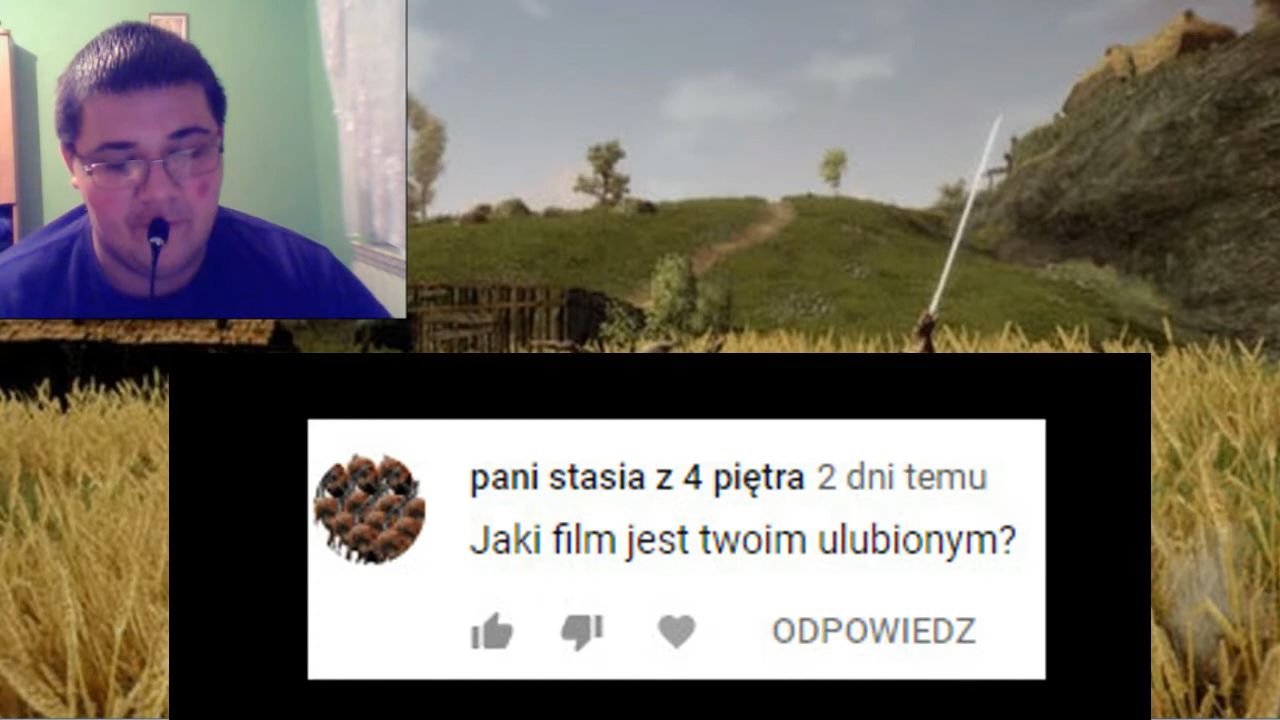 pani stasia z 4 piętra 2 dni temu
Jaki film jest twoim ulubionym?
ODPOWIEDZ